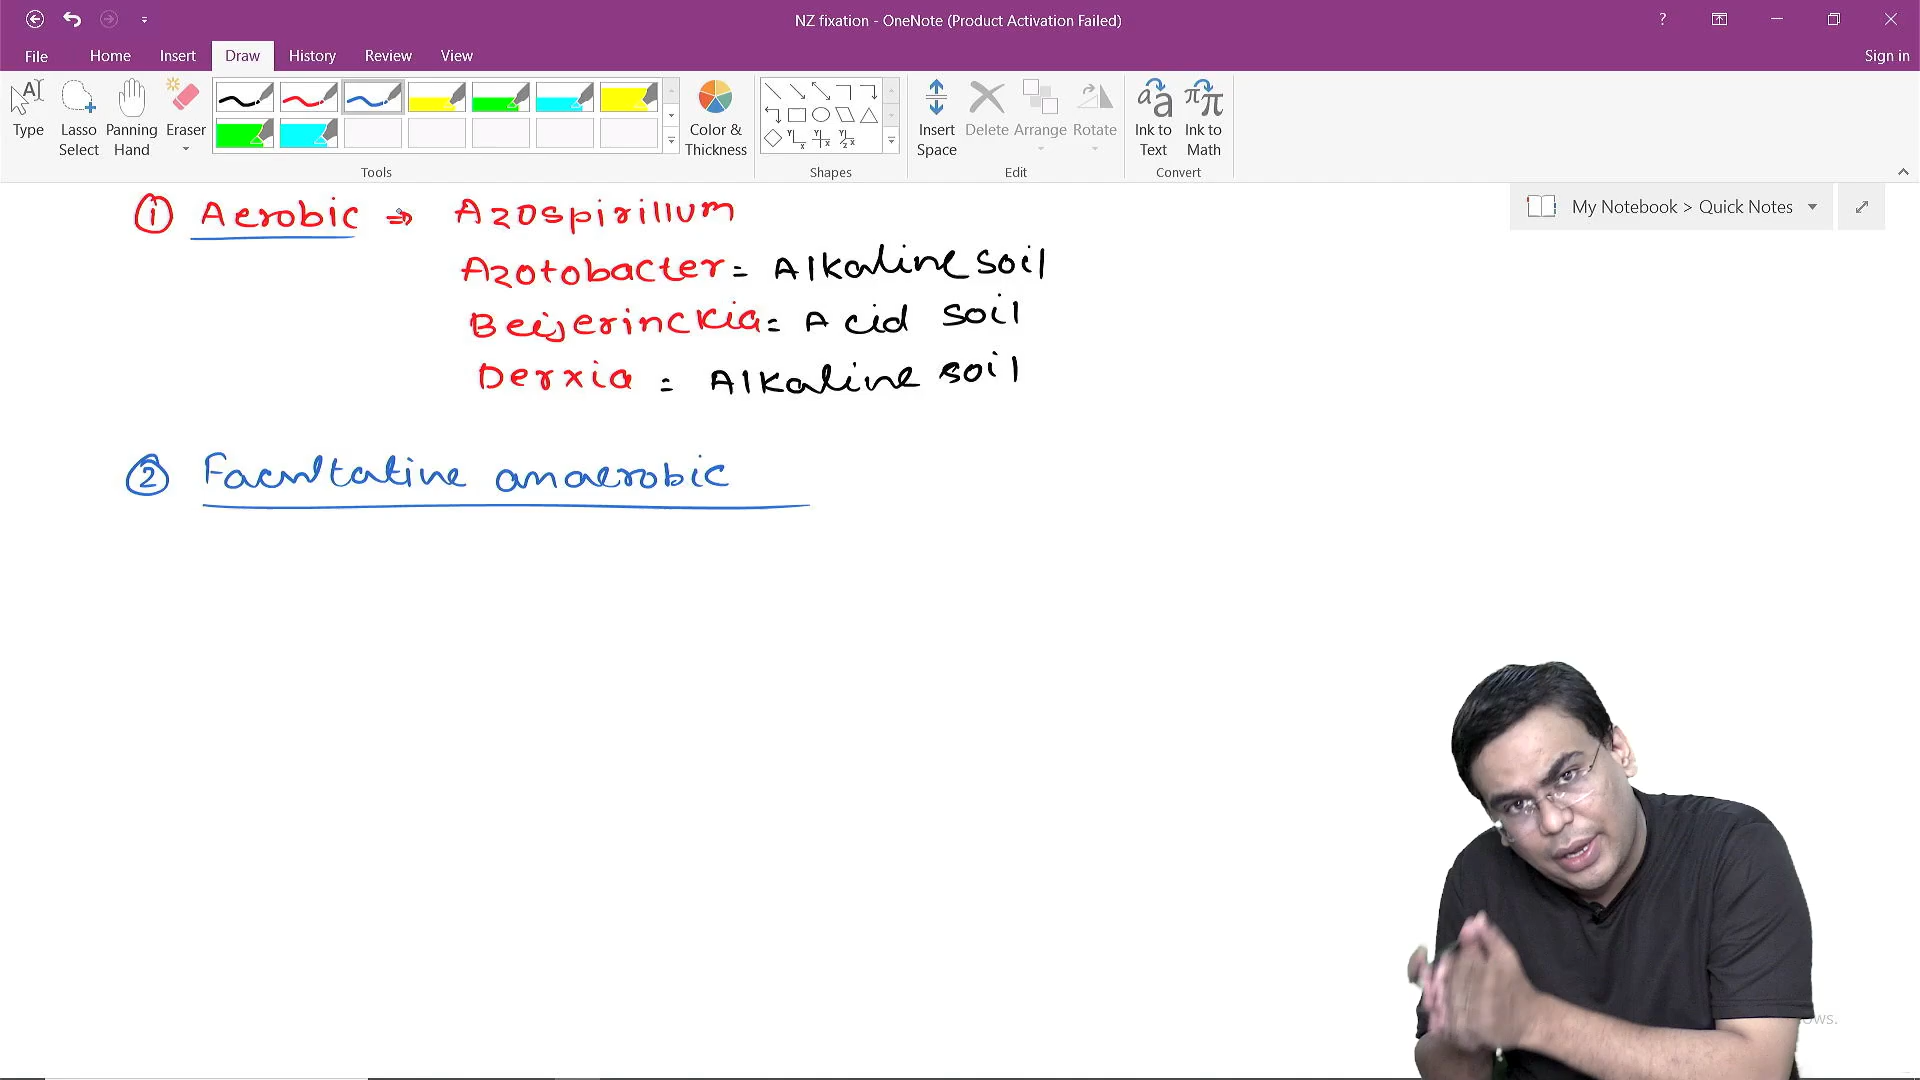 NZ fixation - OneNote (Product Activation Failed)
?
File Home Insert Draw History Review View
Sign in
Type
Lasso Select
Panning Hand
Eraser
Color & Thickness
Insert Space
Delete
Arrange
Rotate
Ink to Text
Ink to Math
Tools
Shapes
Edit
Convert
My Notebook > Quick Notes
① Aerobic ⇒ Azospirillum
Azotobacter = Alkaline soil
Beijerinckia = Acid soil
Derxia = Alkaline soil
② Facultative anaerobic